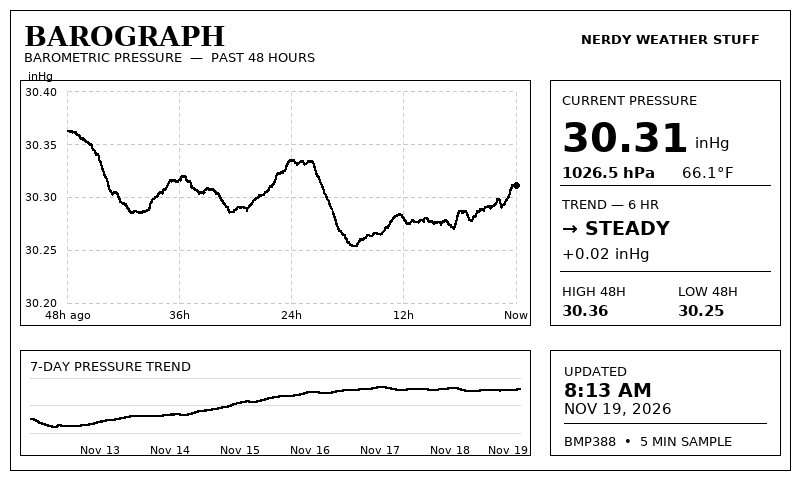 BAROGRAPH
BAROMETRIC PRESSURE — PAST 48 HOURS
NERDY WEATHER STUFF
inHg
30.40
30.35
30.30
30.25
30.20
48h ago 36h 24h 12h Now
CURRENT PRESSURE
30.31 inHg
1026.5 hPa 66.1°F
TREND — 6 HR
→ STEADY
+0.02 inHg
HIGH 48H LOW 48H
30.36 30.25
7-DAY PRESSURE TREND
Nov 13 Nov 14 Nov 15 Nov 16 Nov 17 Nov 18 Nov 19
UPDATED
8:13 AM
NOV 19, 2026
BMP388 • 5 MIN SAMPLE